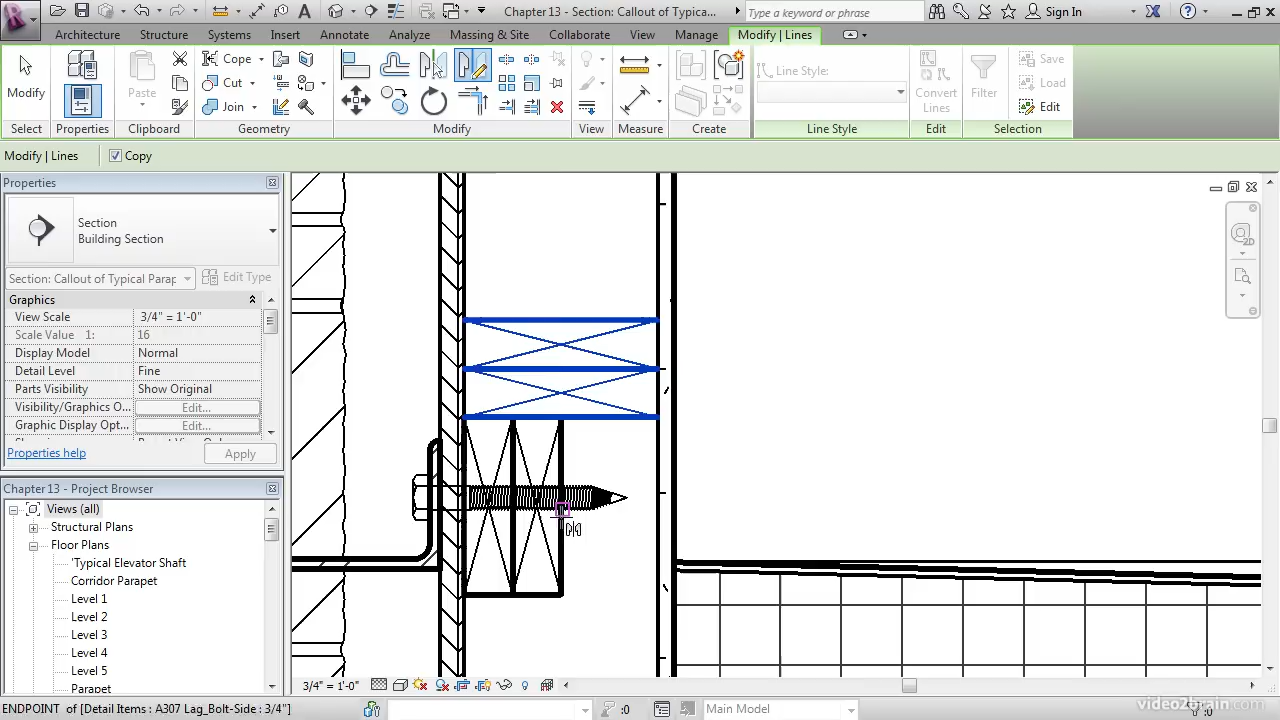 Chapter 13 - Section: Callout of Typica...
Type a keyword or phrase
Sign In
Architecture
Structure
Systems
Insert
Annotate
Analyze
Massing & Site
Collaborate
View
Manage
Modify | Lines
Modify
Properties
Paste
Cope
Cut
Join
Line Style:
Convert
Lines
Filter
Save
Load
Edit
Select
Properties
Clipboard
Geometry
Modify
View
Measure
Create
Line Style
Edit
Selection
Modify | Lines
Copy
Properties
Section
Building Section
Section: Callout of Typical Parap
Edit Type
Graphics
View Scale
3/4" = 1'-0"
Scale Value 1:
16
Display Model
Normal
Detail Level
Fine
Parts Visibility
Show Original
Visibility/Graphics O...
Edit...
Graphic Display Opt...
Edit...
Properties help
Apply
Chapter 13 - Project Browser
Views (all)
Structural Plans
Floor Plans
'Typical Elevator Shaft
Corridor Parapet
Level 1
Level 2
Level 3
Level 4
Level 5
Parapet
2D
3/4" = 1'-0"
ENDPOINT of [Detail Items : A307 Lag_Bolt-Side : 3/4"]
:0
Main Model
:0
video2brain.com